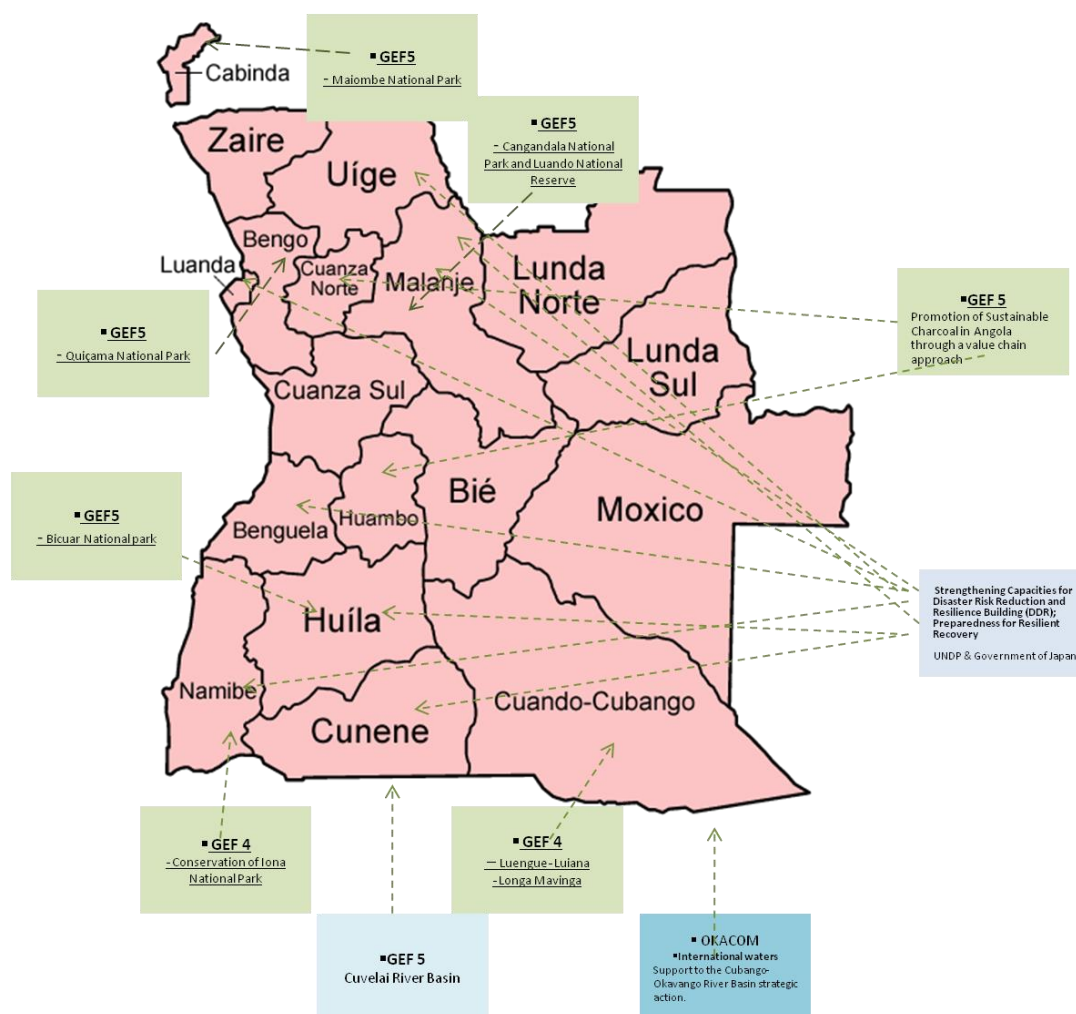 ▪ GEF5
- Maiombe National Park
Cabinda
▪ GEF5
- Cangandala National
Park and Luando National
Reserve
Zaire
Uíge
Bengo
Luanda
Cuanza
Norte
Malanje
Lunda
Norte
Lunda
Sul
▪GEF 5
Promotion of Sustainable
Charcoal in Angola
through a value chain
approach
▪ GEF5
- Quiçama National Park
Cuanza Sul
Bié
Moxico
Benguela
Huambo
▪ GEF5
- Bicuar National park
Huíla
Strengthening Capacities for
Disaster Risk Reduction and
Resilience Building (DDR);
Preparedness for Resilient
Recovery
UNDP & Government of Japan
Namibe
Cunene
Cuando-Cubango
▪ GEF 4
-Conservation of Iona
National Park
▪ GEF 4
— Luengue-Luiana
-Longa Mavinga
▪GEF 5
Cuvelai River Basin
▪ OKACOM
▪International waters
Support to the Cubango-
Okavango River Basin strategic
action.